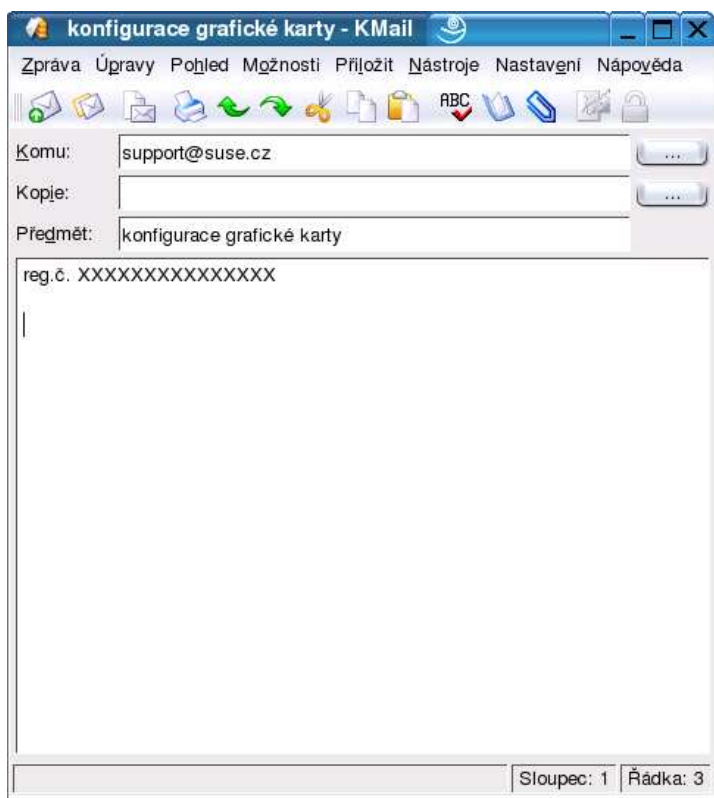 konfigurace grafické karty - KMail
Zpráva Úpravy Pohled Možnosti Přiložit Nástroje Nastavení Nápověda
ABC
Komu: support@suse.cz ...
Kopie: ...
Předmět: konfigurace grafické karty
reg.č. XXXXXXXXXXXXXXX
Sloupec: 1 Řádka: 3